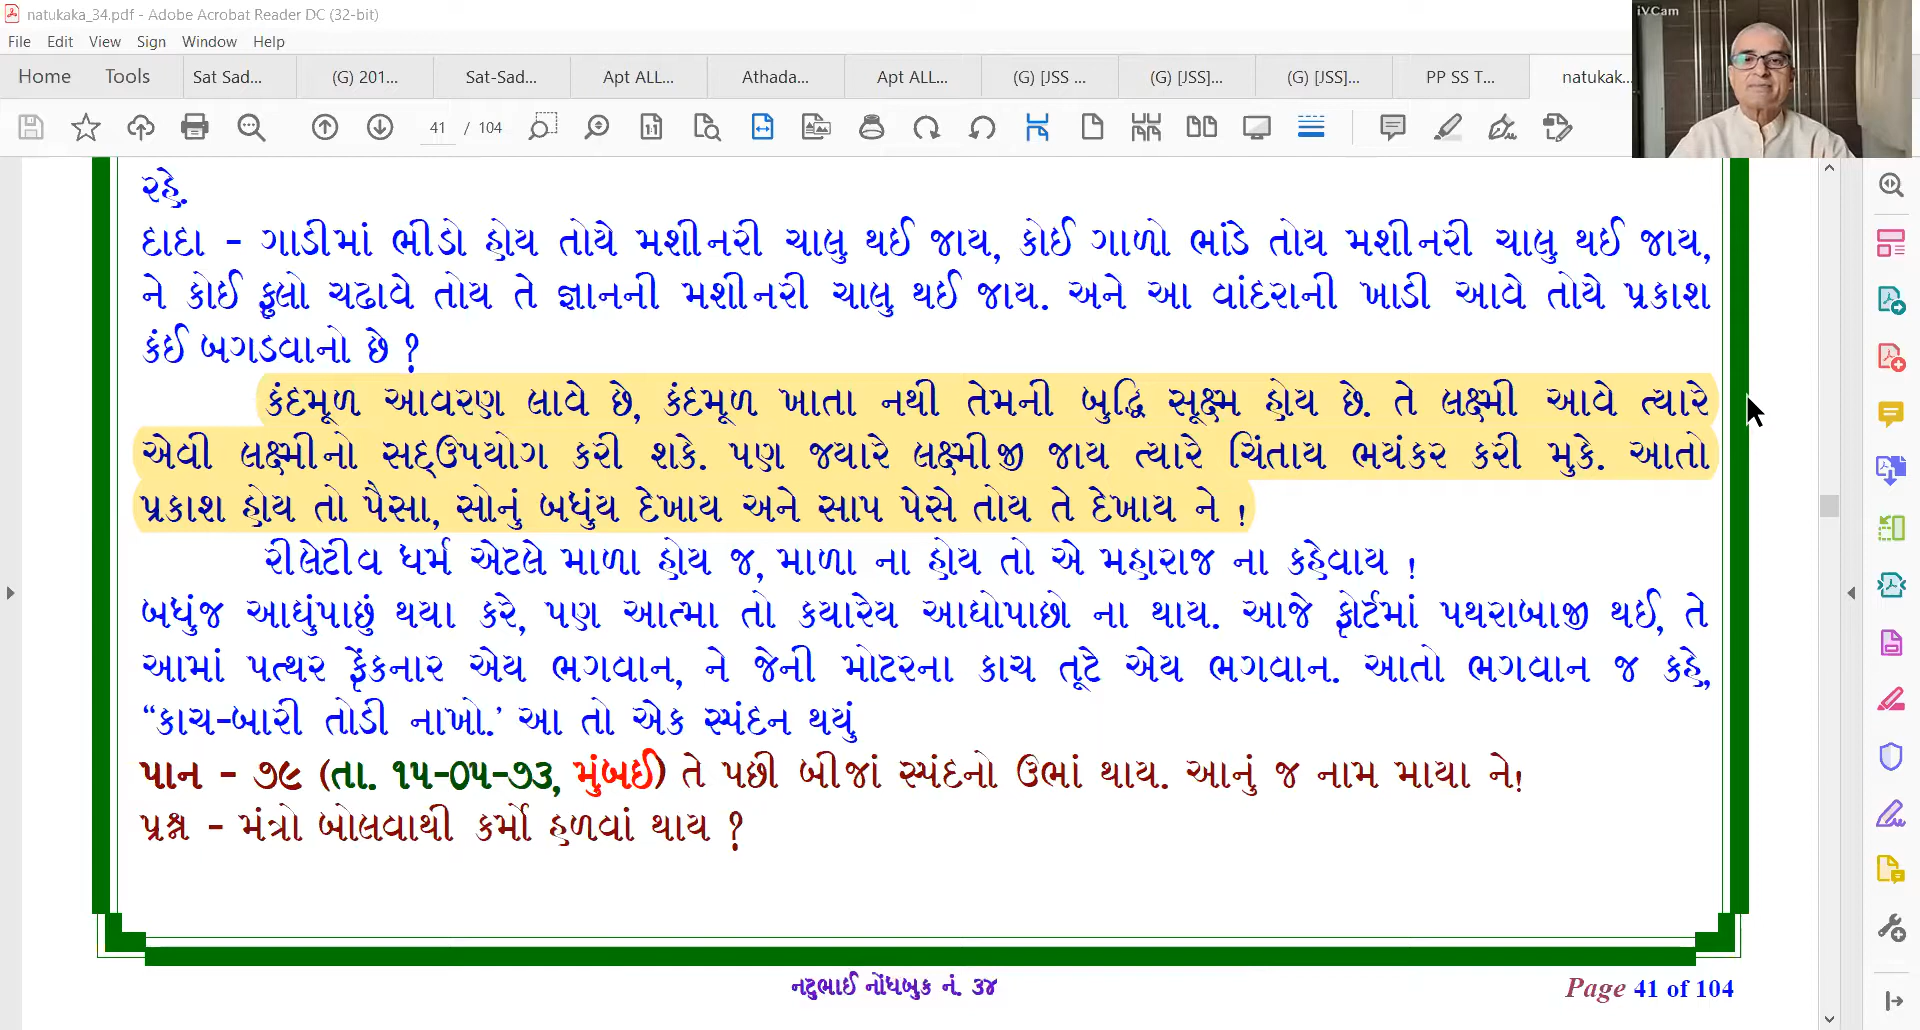 natukaka_34.pdf - Adobe Acrobat Reader DC (32-bit)
iVCam
File Edit View Sign Window Help
Home Tools Sat Sad... (G) 201... Sat-Sad... Apt ALL... Athada... Apt ALL... (G) [JSS ... (G) [JSS]... (G) [JSS]... PP SS T... natukak...
41 / 104
રહે.
દાદા - ગાડીમાં ભીડો હોય તોયે મશીનરી ચાલુ થઈ જાય, કોઈ ગાળો ભાંડે તોય મશીનરી ચાલુ થઈ જાય,
ને કોઈ ફુલો ચઢાવે તોય તે જ્ઞાનની મશીનરી ચાલુ થઈ જાય. અને આ વાંદરાની ખાડી આવે તોયે પ્રકાશ
કંઈ બગડવાનો છે ?
કંદમૂળ આવરણ લાવે છે, કંદમૂળ ખાતા નથી તેમની બુદ્ધિ સૂક્ષ્મ હોય છે. તે લક્ષ્મી આવે ત્યારે
એવી લક્ષ્મીનો સદ્ઉપયોગ કરી શકે. પણ જયારે લક્ષ્મીજી જાય ત્યારે ચિંતાય ભયંકર કરી મુકે. આતો
પ્રકાશ હોય તો પૈસા, સોનું બધુંય દેખાય અને સાપ પેસે તોય તે દેખાય ને !
રીલેટીવ ધર્મ એટલે માળા હોય જ, માળા ના હોય તો એ મહારાજ ના કહેવાય !
બધુંજ આઘુંપાછું થયા કરે, પણ આત્મા તો કયારેય આઘોપાછો ના થાય. આજે ફોર્ટમાં પથરાબાજી થઈ, તે
આમાં પત્થર ફેંકનાર એય ભગવાન, ને જેની મોટરના કાચ તૂટે એય ભગવાન. આતો ભગવાન જ કહે,
“કાચ-બારી તોડી નાખો.’ આ તો એક સ્પંદન થયું
પાન - ૭૯ (તા. ૧૫-૦૫-૭૩, મુંબઈ) તે પછી બીજાં સ્પંદનો ઉભાં થાય. આનું જ નામ માયા ને!
પ્રશ્ન - મંત્રો બોલવાથી કર્મો હળવાં થાય ?
નટુભાઈ નોંધબુક નં. ૩૪
Page 41 of 104